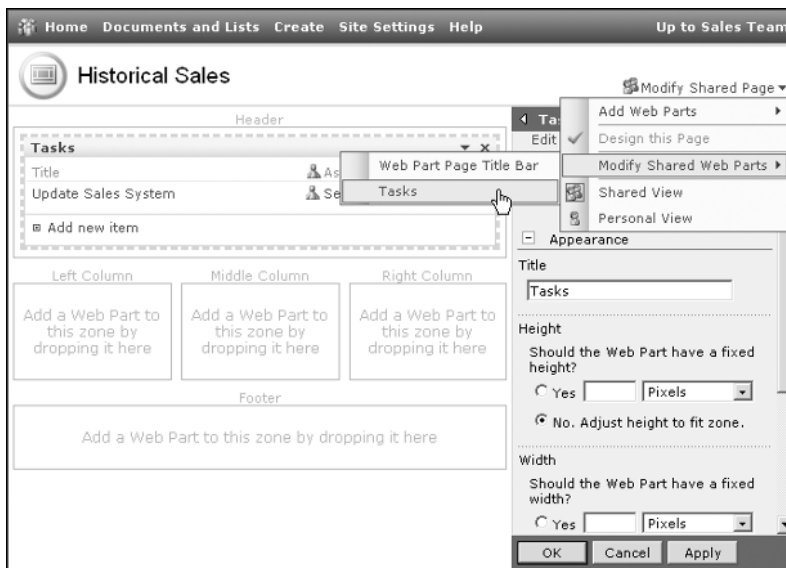 Home Documents and Lists Create Site Settings Help Up to Sales Team
Historical Sales
Modify Shared Page
Add Web Parts
Design this Page
Modify Shared Web Parts
Shared View
Personal View
Web Part Page Title Bar
Tasks
Header
Tasks
Title As
Update Sales System Se
Add new item
Left Column Middle Column Right Column
Add a Web Part to this zone by dropping it here
Add a Web Part to this zone by dropping it here
Add a Web Part to this zone by dropping it here
Footer
Add a Web Part to this zone by dropping it here
Ta
Edit
Appearance
Title
Tasks
Height
Should the Web Part have a fixed
height?
Yes Pixels
No. Adjust height to fit zone.
Width
Should the Web Part have a fixed
width?
Yes Pixels
OK Cancel Apply